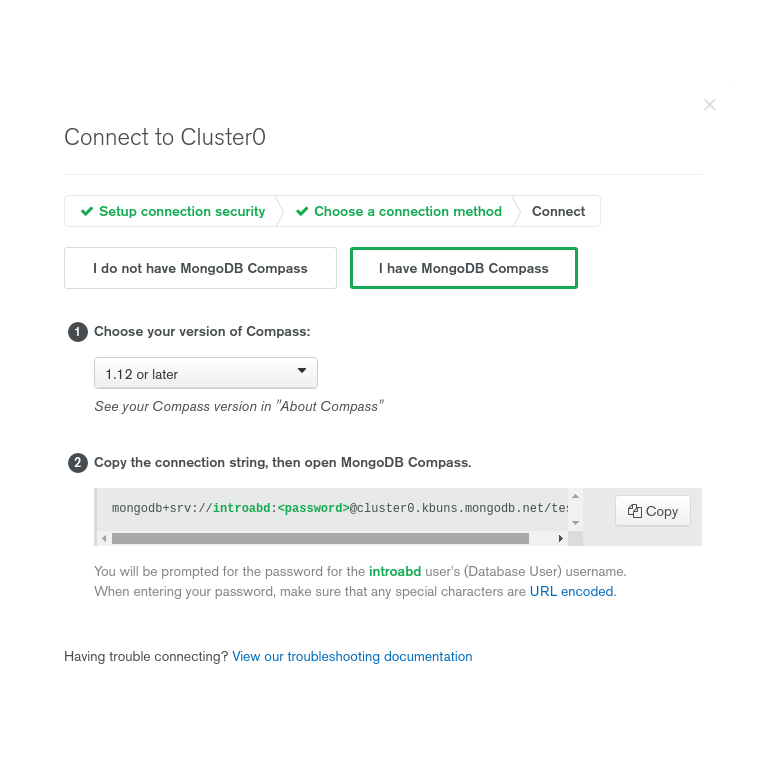 Connect to Cluster0
Setup connection security
Choose a connection method
Connect
I do not have MongoDB Compass
I have MongoDB Compass
1 Choose your version of Compass:
1.12 or later
See your Compass version in "About Compass"
2 Copy the connection string, then open MongoDB Compass.
mongodb+srv://introabd:<password>@cluster0.kbuns.mongodb.net/tes
Copy
You will be prompted for the password for the introabd user's (Database User) username.
When entering your password, make sure that any special characters are URL encoded.
Having trouble connecting? View our troubleshooting documentation